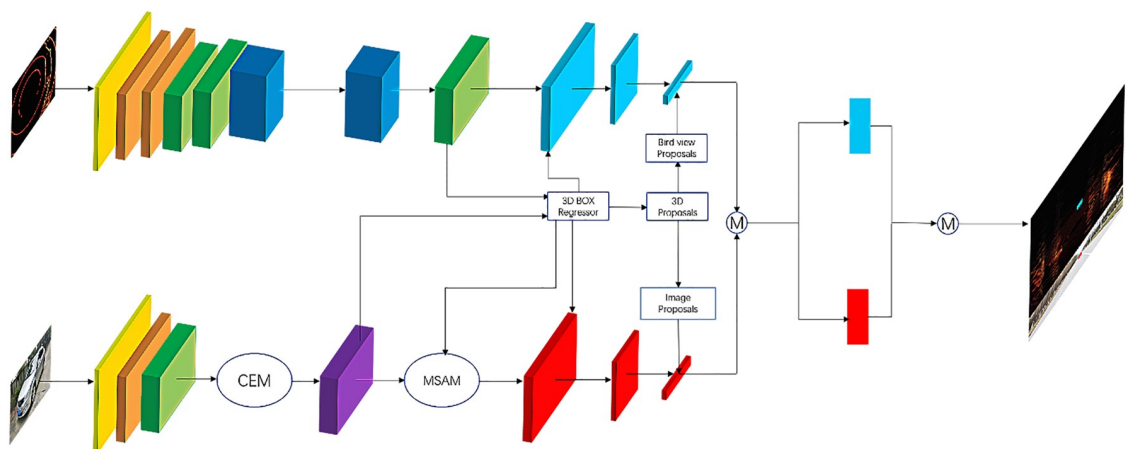 Bird view
Proposals
3D BOX
Regressor
3D
Proposals
M
M
Image
Proposals
CEM
MSAM